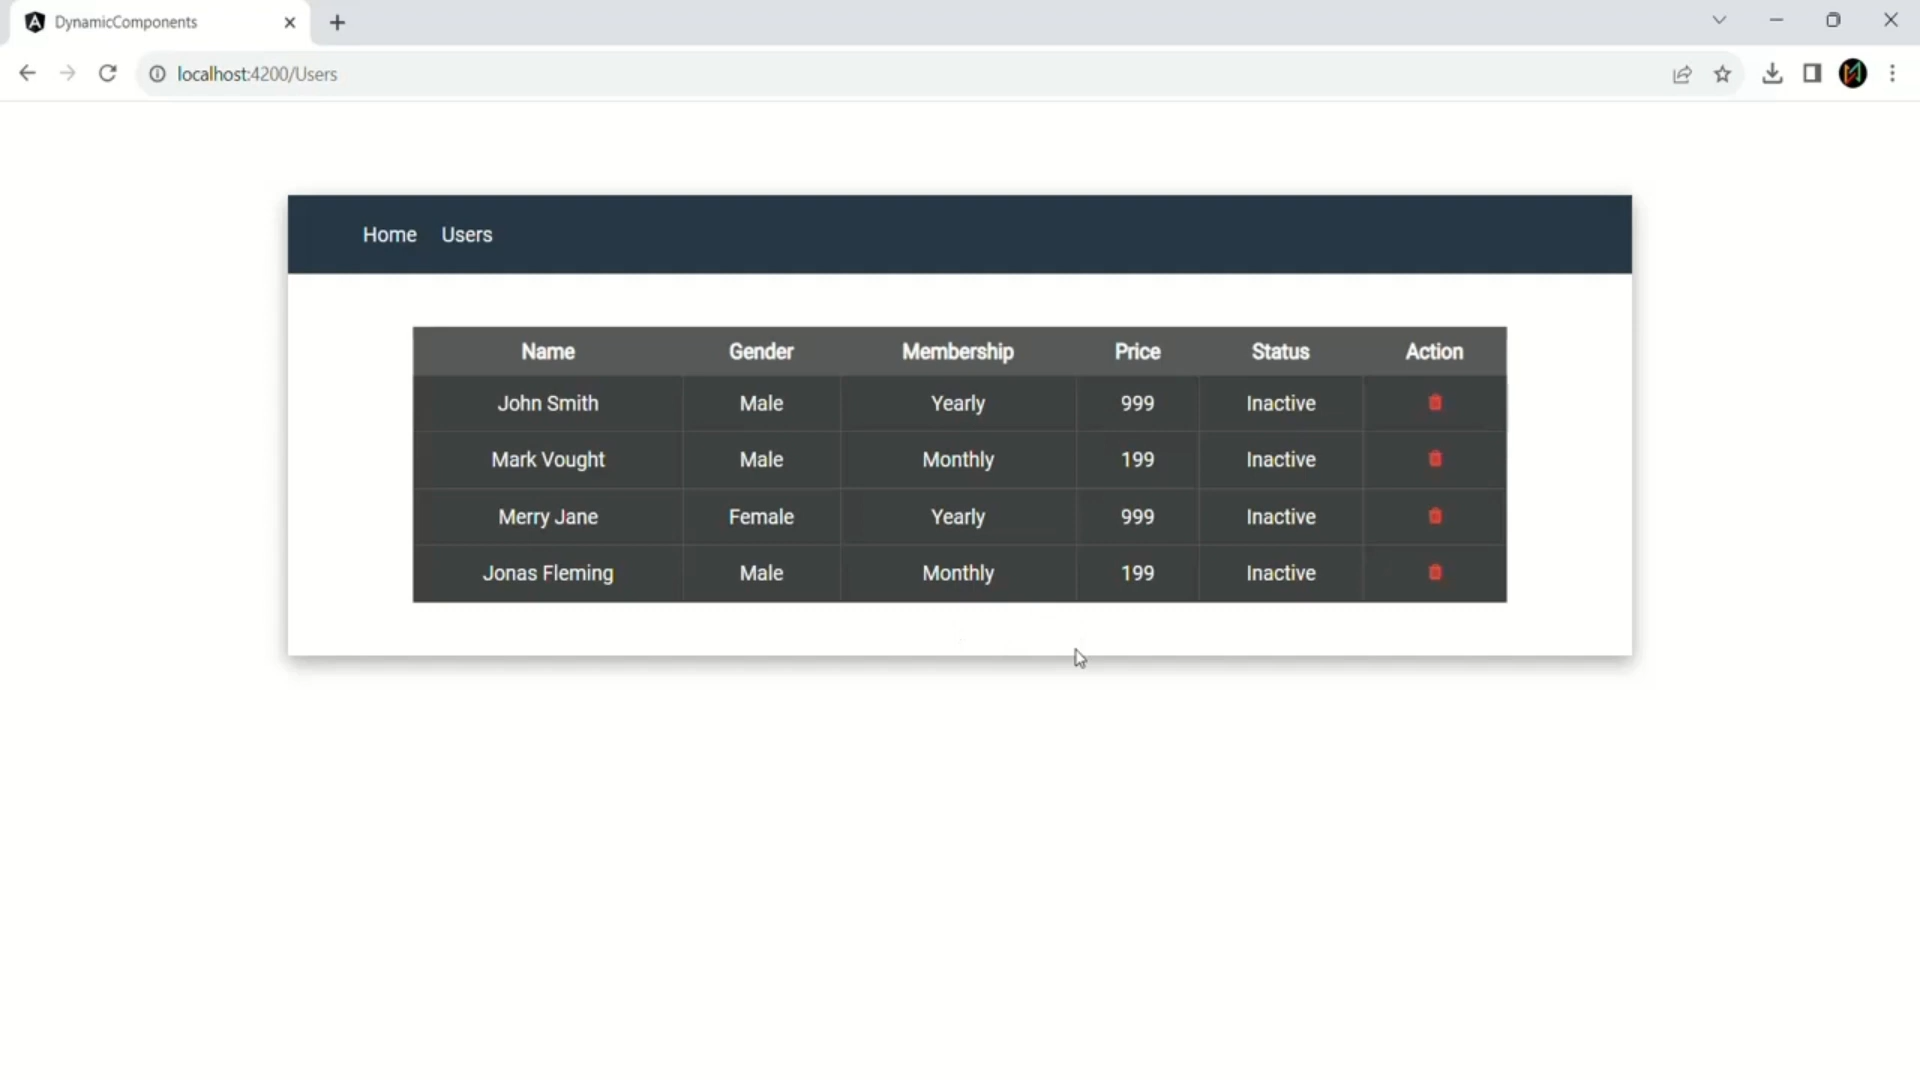 DynamicComponents
localhost:4200/Users
Home Users
Name Gender Membership Price Status Action
John Smith Male Yearly 999 Inactive
Mark Vought Male Monthly 199 Inactive
Merry Jane Female Yearly 999 Inactive
Jonas Fleming Male Monthly 199 Inactive